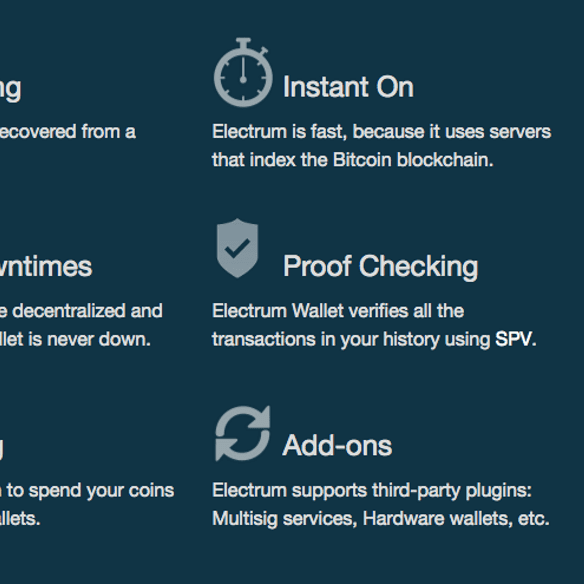 ng
Instant On
ecovered from a
Electrum is fast, because it uses servers
that index the Bitcoin blockchain.
wntimes
Proof Checking
e decentralized and
llet is never down.
Electrum Wallet verifies all the
transactions in your history using SPV.
g
Add-ons
to spend your coins
llets.
Electrum supports third-party plugins:
Multisig services, Hardware wallets, etc.